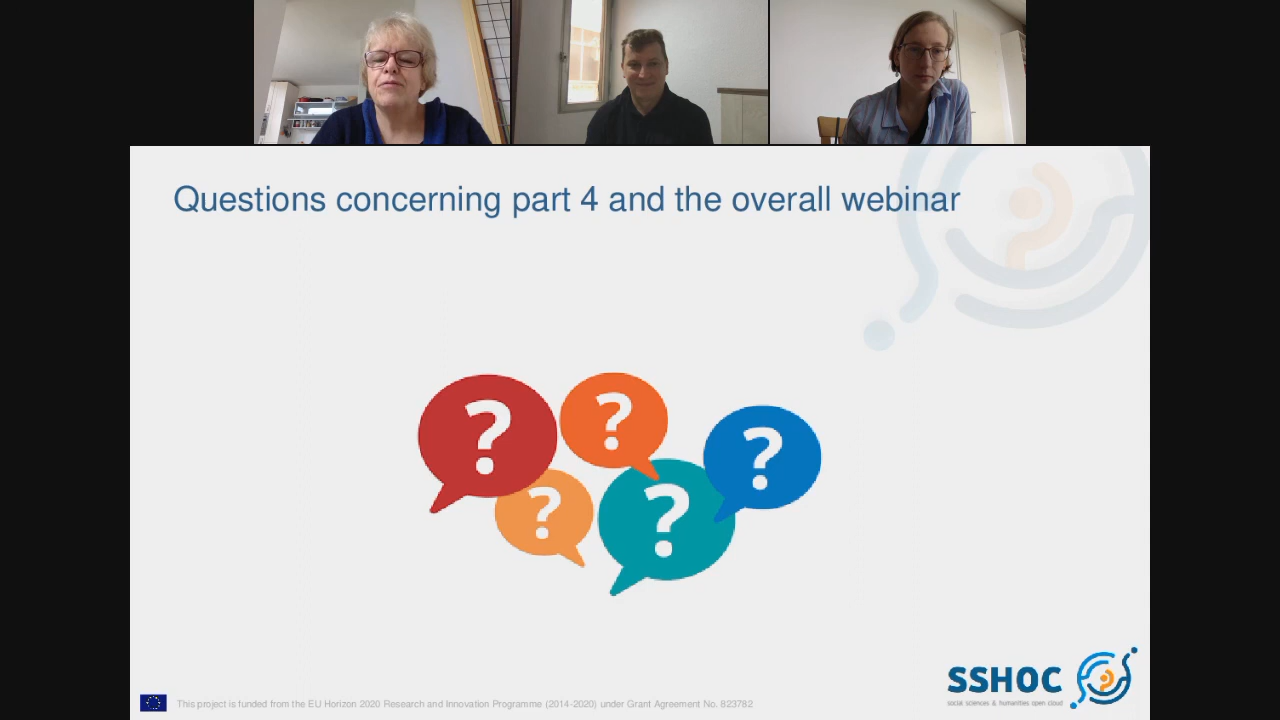 Questions concerning part 4 and the overall webinar
?
?
?
?
?
SSHOC
social sciences & humanities open cloud
This project is funded from the EU Horizon 2020 Research and Innovation Programme (2014-2020) under Grant Agreement No. 823782